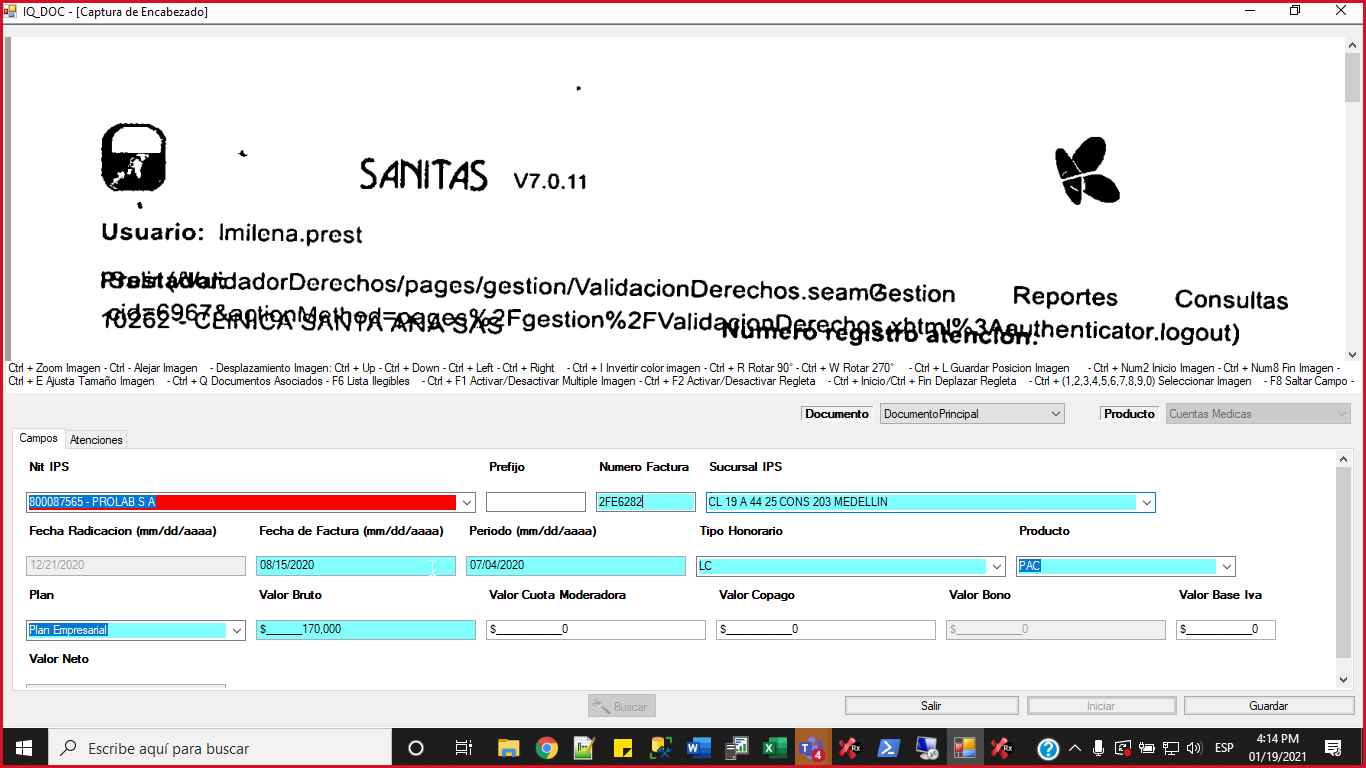 IQ_DOC - [Captura de Encabezado]
SANITAS V7.0.11
Usuario: lmilena.prest
/ValidadorDerechos/pages/gestion/ValidacionDerechos.seam Gestion Reportes Consultas
cid=6967&actionMethod=pages%2Fgestion%2FValidacionDerechos.xhtml%3Aauthenticator.logout)
10262 - CLINICA SANTA ANA SAS Numero registro atencion:
Ctrl + Zoom Imagen - Ctrl - Alejar Imagen - Desplazamiento Imagen: Ctrl + Up - Ctrl + Down - Ctrl + Left - Ctrl + Right - Ctrl + I Invertir color imagen - Ctrl + R Rotar 90° - Ctrl + W Rotar 270° - Ctrl + L Guardar Posicion Imagen - Ctrl + Num2 Inicio Imagen - Ctrl + Num8 Fin Imagen -
Ctrl + E Ajusta Tamaño Imagen - Ctrl + Q Documentos Asociados - F6 Lista Ilegibles - Ctrl + F1 Activar/Desactivar Multiple Imagen - Ctrl + F2 Activar/Desactivar Regleta - Ctrl + Inicio/Ctrl + Fin Deplazar Regleta - Ctrl + (1,2,3,4,5,6,7,8,9,0) Seleccionar Imagen - F8 Saltar Campo -
Documento DocumentoPrincipal Producto Cuentas Medicas
Campos Atenciones
Nit IPS Prefijo Numero Factura Sucursal IPS
800087565 - PROLAB S A 2FE6282 CL 19 A 44 25 CONS 203 MEDELLIN
Fecha Radicacion (mm/dd/aaaa) Fecha de Factura (mm/dd/aaaa) Periodo (mm/dd/aaaa) Tipo Honorario Producto
12/21/2020 08/15/2020 07/04/2020 LC PAC
Plan Valor Bruto Valor Cuota Moderadora Valor Copago Valor Bono Valor Base Iva
Plan Empresarial $______170,000 $__________0 $__________0 $__________0 $__________0
Valor Neto
Buscar Salir Iniciar Guardar
Escribe aquí para buscar 4 ESP 4:14 PM
01/19/2021